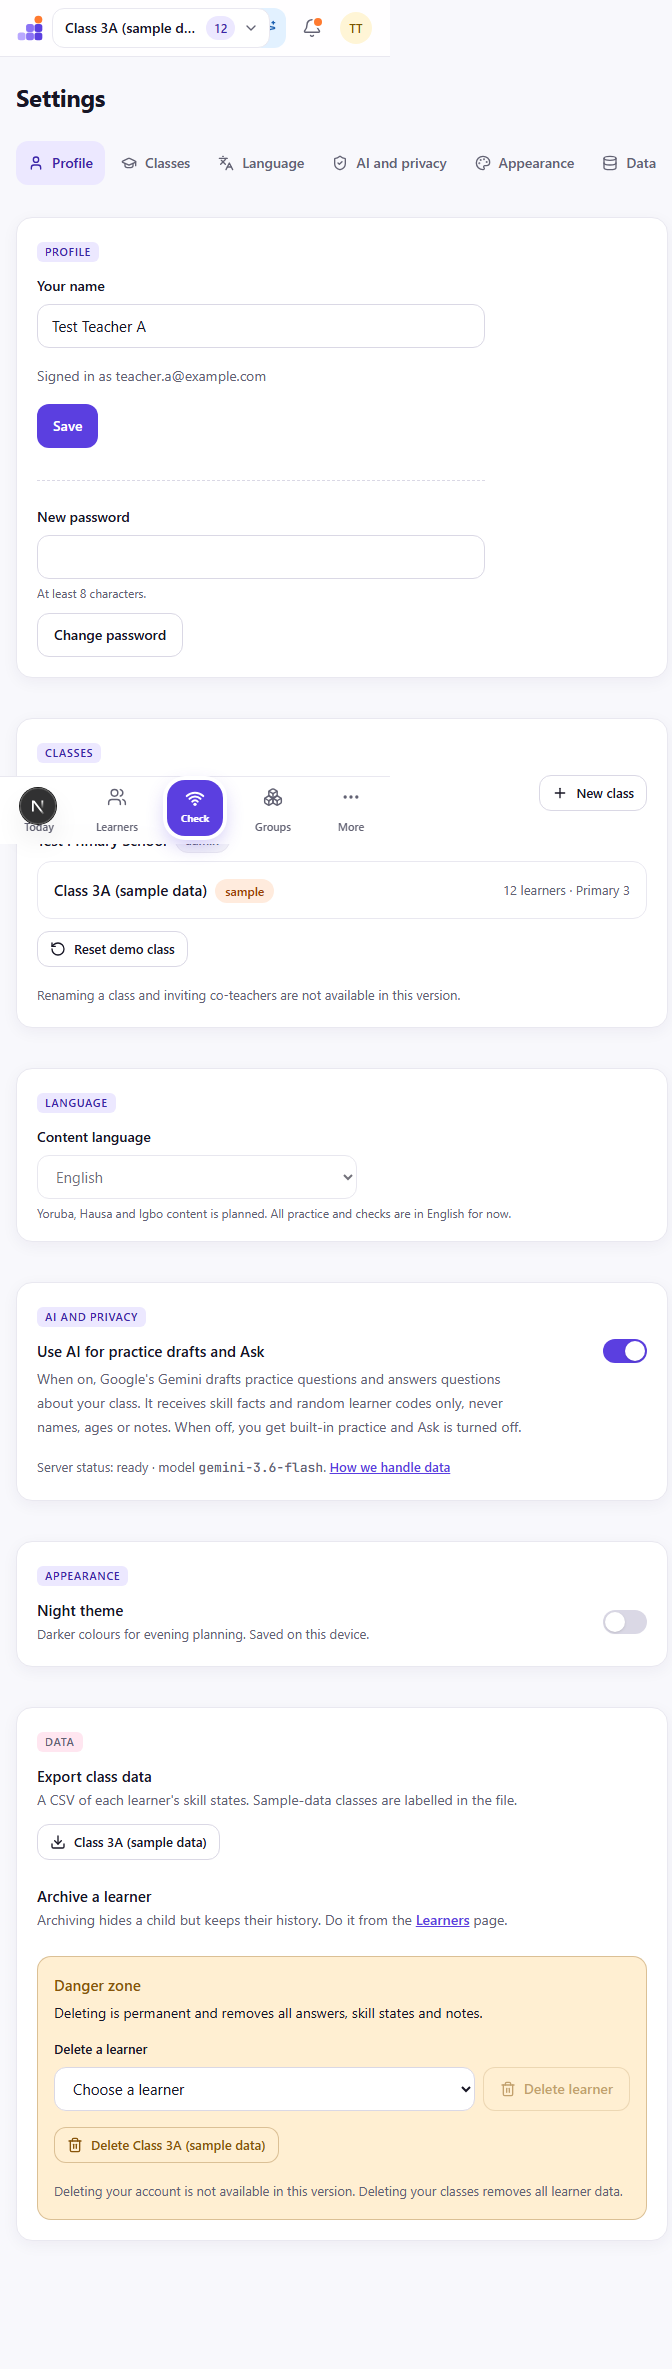 Class 3A (sample d...
12
TT
Settings
Profile
Classes
Language
AI and privacy
Appearance
Data
PROFILE
Your name
Test Teacher A
Signed in as teacher.a@example.com
Save
New password
At least 8 characters.
Change password
CLASSES
New class
N
Today
Learners
Check
Groups
More
Test Primary School admin
Class 3A (sample data) sample
12 learners · Primary 3
Reset demo class
Renaming a class and inviting co-teachers are not available in this version.
LANGUAGE
Content language
English
Yoruba, Hausa and Igbo content is planned. All practice and checks are in English for now.
AI AND PRIVACY
Use AI for practice drafts and Ask
When on, Google's Gemini drafts practice questions and answers questions
about your class. It receives skill facts and random learner codes only, never
names, ages or notes. When off, you get built-in practice and Ask is turned off.
Server status: ready · model gemini-3.6-flash. How we handle data
APPEARANCE
Night theme
Darker colours for evening planning. Saved on this device.
DATA
Export class data
A CSV of each learner's skill states. Sample-data classes are labelled in the file.
Class 3A (sample data)
Archive a learner
Archiving hides a child but keeps their history. Do it from the Learners page.
Danger zone
Deleting is permanent and removes all answers, skill states and notes.
Delete a learner
Choose a learner
Delete learner
Delete Class 3A (sample data)
Deleting your account is not available in this version. Deleting your classes removes all learner data.